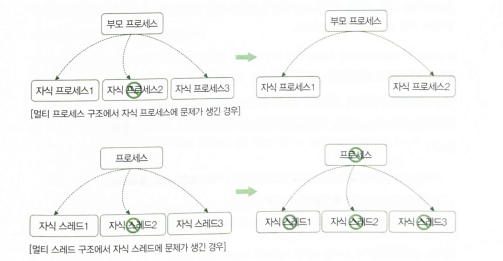 부모 프로세스
부모 프로세스
자식 프로세스1 자식 프로세스2 자식 프로세스3
자식 프로세스1 자식 프로세스2
[멀티 프로세스 구조에서 자식 프로세스에 문제가 생긴 경우]
프로세스
프로세스
자식 스레드1 자식 스레드2 자식 스레드3
자식 스레드1 자식 스레드2 자식 스레드3
[멀티 스레드 구조에서 자식 스레드에 문제가 생긴 경우]